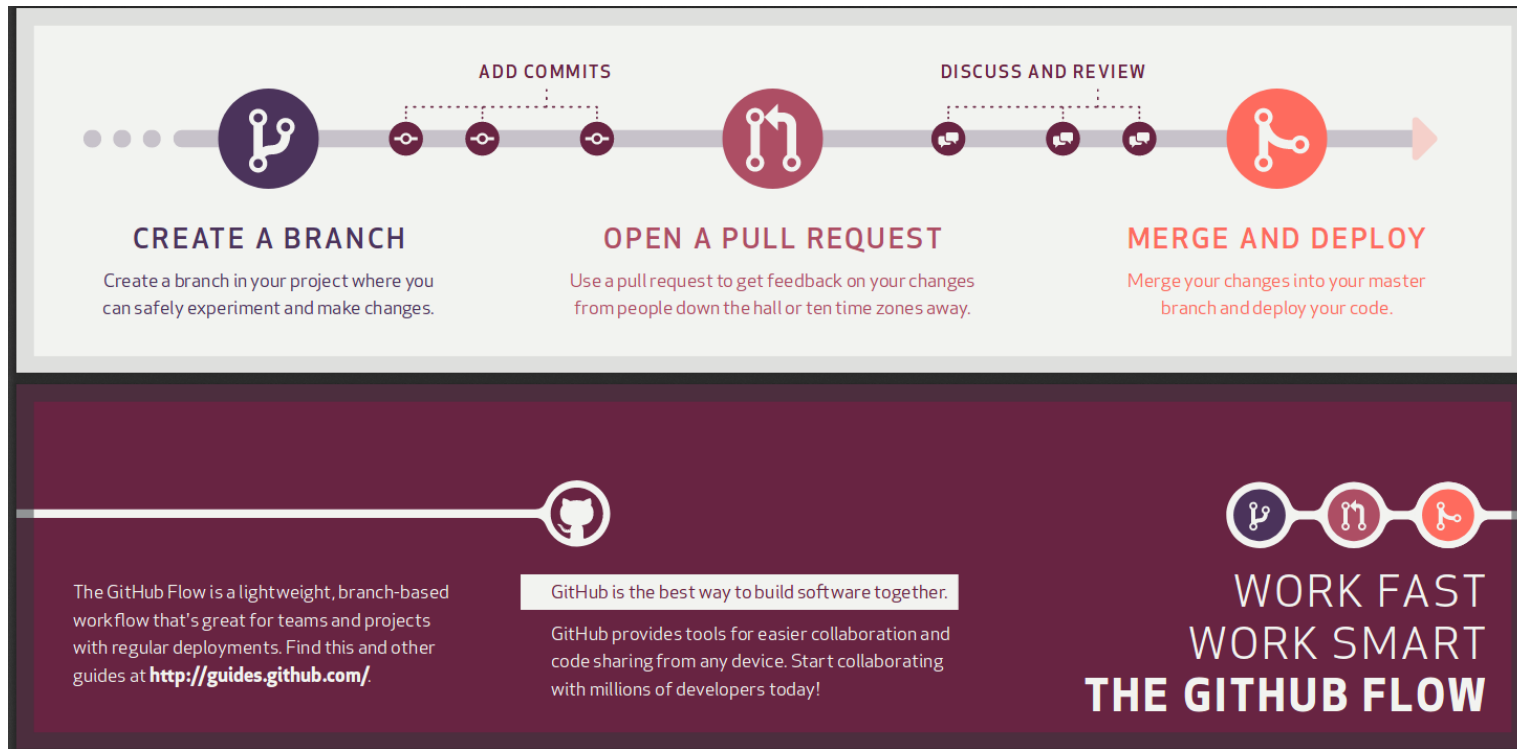 ADD COMMITS
DISCUSS AND REVIEW
CREATE A BRANCH
Create a branch in your project where you
can safely experiment and make changes.
OPEN A PULL REQUEST
Use a pull request to get feedback on your changes
from people down the hall or ten time zones away.
MERGE AND DEPLOY
Merge your changes into your master
branch and deploy your code.
The GitHub Flow is a lightweight, branch-based
workflow that's great for teams and projects
with regular deployments. Find this and other
guides at http://guides.github.com/.
GitHub is the best way to build software together.
GitHub provides tools for easier collaboration and
code sharing from any device. Start collaborating
with millions of developers today!
WORK FAST
WORK SMART
THE GITHUB FLOW